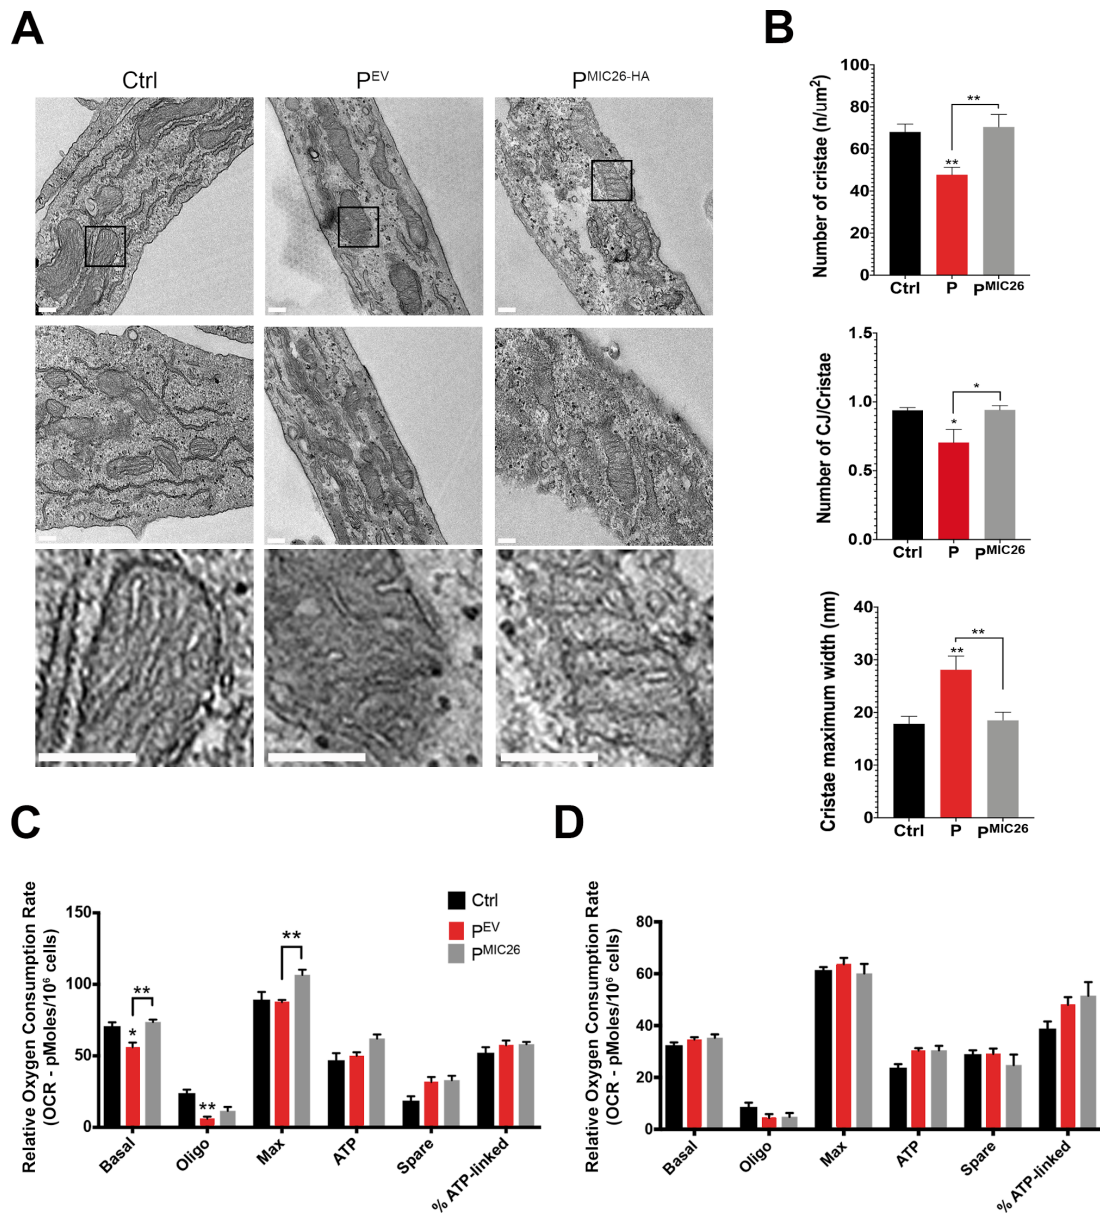 A
Ctrl
P^EV
P^MIC26-HA
B
Number of cristae (n/um²)
100
80
60
40
20
0
**
**
Ctrl P P^MIC26
Number of CJ/Cristae
1.5
1.0
0.5
0.0
*
*
Ctrl P P^MIC26
Cristae maximum width (nm)
40
30
20
10
0
**
**
Ctrl P P^MIC26
C
Relative Oxygen Consumption Rate
(OCR - pMoles/10⁶ cells)
150
100
50
0
**
*
**
**
Ctrl
P^EV
P^MIC26
Basal
Oligo
Max
ATP
Spare
% ATP-linked
D
Relative Oxygen Consumption Rate
(OCR - pMoles/10⁶ cells)
80
60
40
20
0
Basal
Oligo
Max
ATP
Spare
% ATP-linked